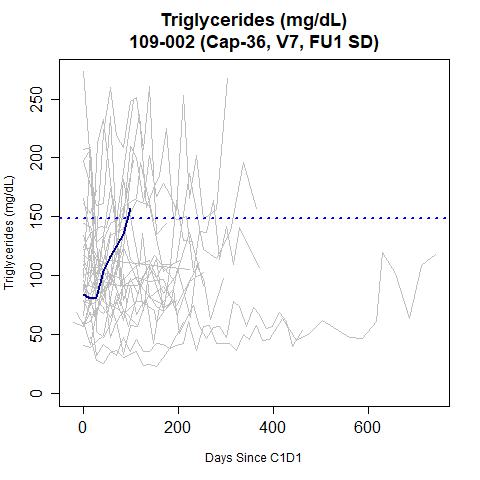 Triglycerides (mg/dL)
109-002 (Cap-36, V7, FU1 SD)
Triglycerides (mg/dL)
250
200
150
100
50
0
0
200
400
600
Days Since C1D1